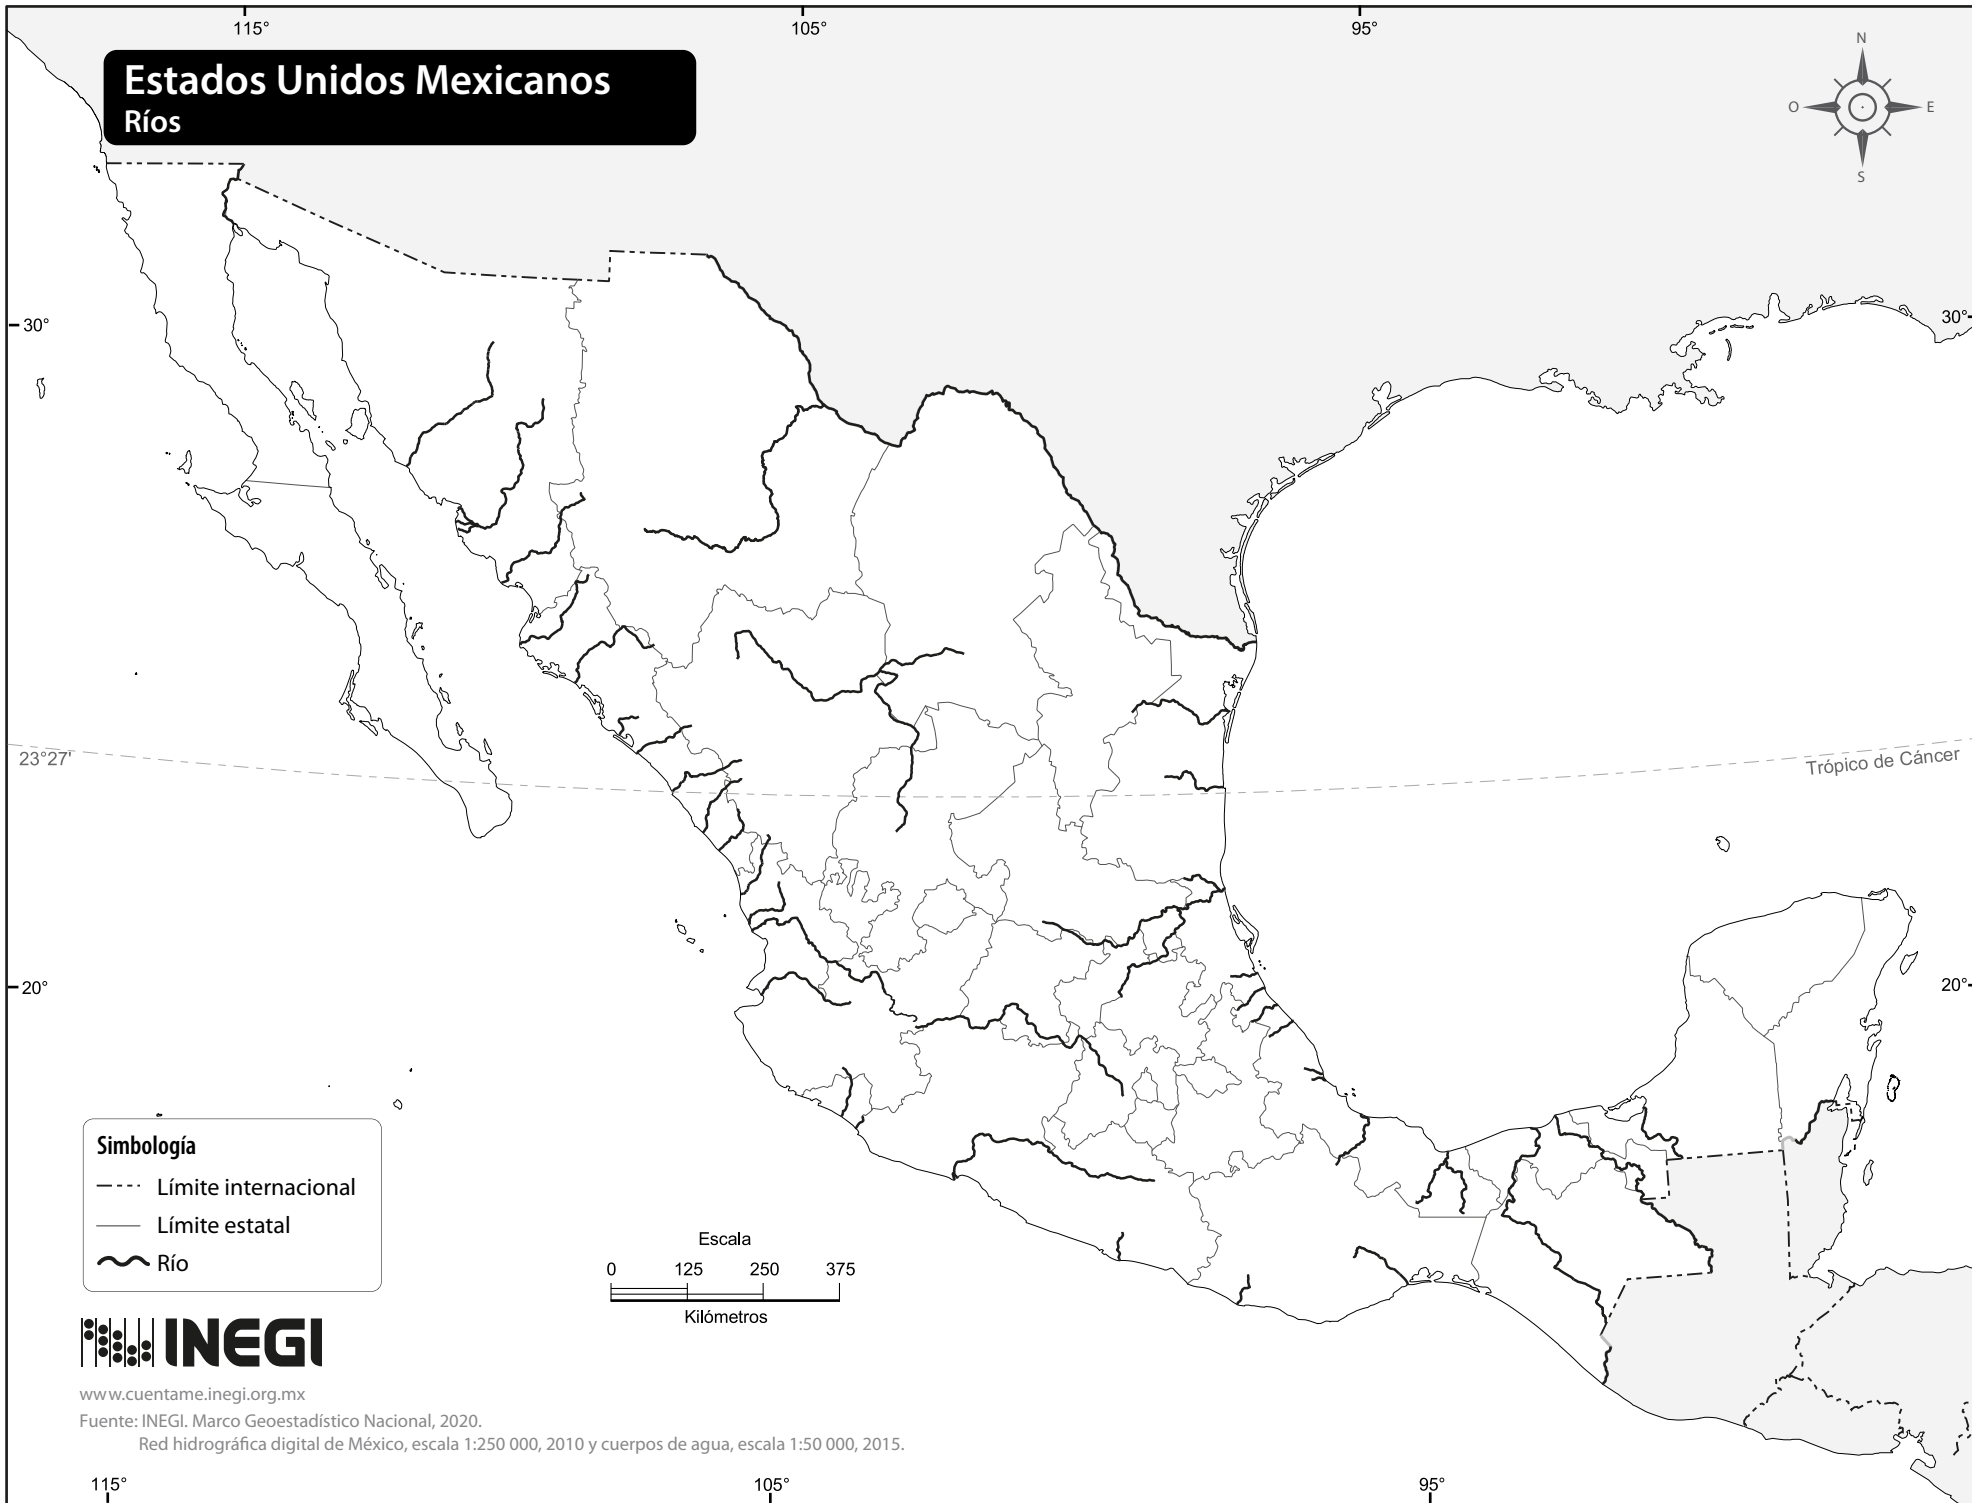 115°
105°
95°
Estados Unidos Mexicanos
Ríos
N
O
E
S
30°
30°
23°27'
Trópico de Cáncer
20°
20°
Simbología
Límite internacional
Límite estatal
Río
Escala
0 125 250 375
Kilómetros
INEGI
www.cuentame.inegi.org.mx
Fuente: INEGI. Marco Geoestadístico Nacional, 2020.
Red hidrográfica digital de México, escala 1:250 000, 2010 y cuerpos de agua, escala 1:50 000, 2015.
115°
105°
95°